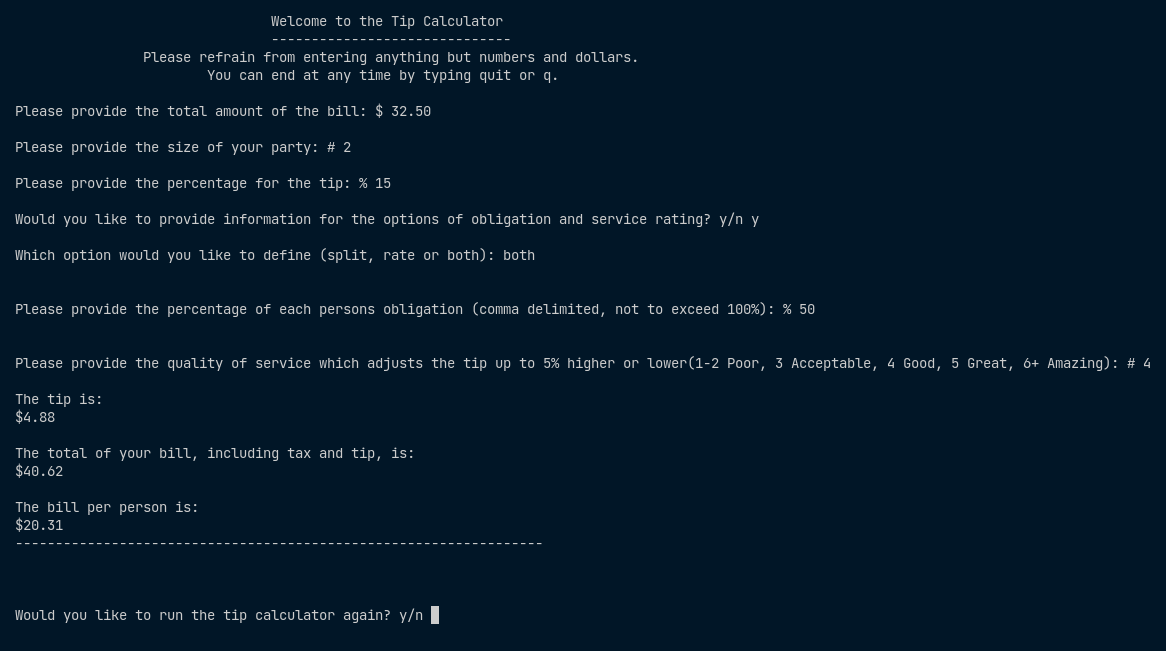 Welcome to the Tip Calculator
------------------------------
Please refrain from entering anything but numbers and dollars.
You can end at any time by typing quit or q.
Please provide the total amount of the bill: $ 32.50
Please provide the size of your party: # 2
Please provide the percentage for the tip: % 15
Would you like to provide information for the options of obligation and service rating? y/n y
Which option would you like to define (split, rate or both): both
Please provide the percentage of each persons obligation (comma delimited, not to exceed 100%): % 50
Please provide the quality of service which adjusts the tip up to 5% higher or lower(1-2 Poor, 3 Acceptable, 4 Good, 5 Great, 6+ Amazing): # 4
The tip is:
$4.88
The total of your bill, including tax and tip, is:
$40.62
The bill per person is:
$20.31
------------------------------------------------------------------
Would you like to run the tip calculator again? y/n